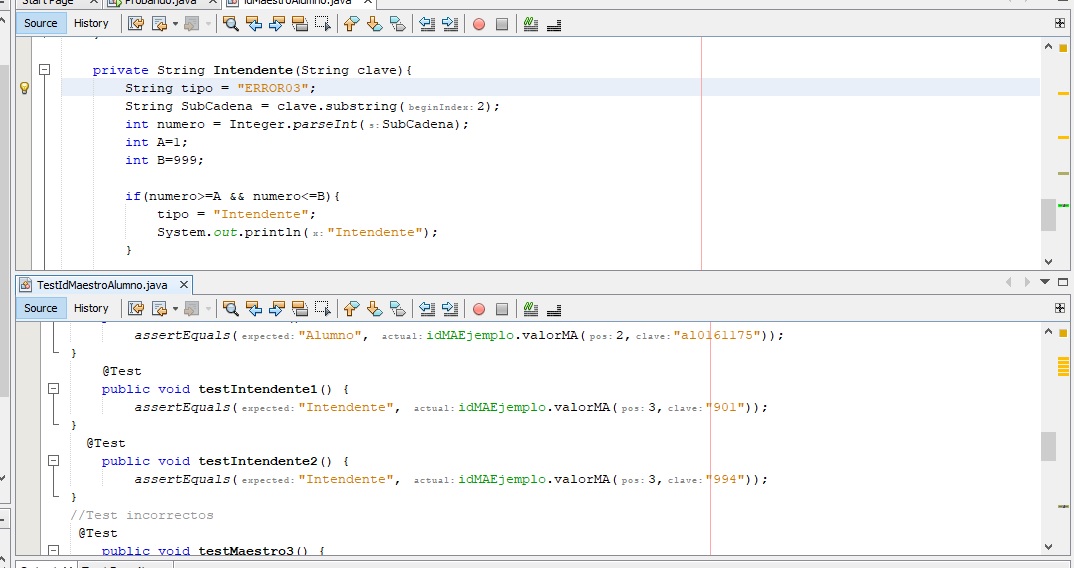 Start Page Probando.java IdMaestroAlumno.java
Source History
private String Intendente(String clave){
String tipo = "ERROR03";
String SubCadena = clave.substring(beginIndex: 2);
int numero = Integer.parseInt(s: SubCadena);
int A=1;
int B=999;
if(numero>=A && numero<=B){
tipo = "Intendente";
System.out.println(x: "Intendente");
}
TestIdMaestroAlumno.java
Source History
assertEquals(expected: "Alumno", actual: idMAEjemplo.valorMA(pos: 2, clave: "al0161175"));
}
@Test
public void testIntendente1() {
assertEquals(expected: "Intendente", actual: idMAEjemplo.valorMA(pos: 3, clave: "901"));
}
@Test
public void testIntendente2() {
assertEquals(expected: "Intendente", actual: idMAEjemplo.valorMA(pos: 3, clave: "994"));
}
//Test incorrectos
@Test
public void testMaestro3() {